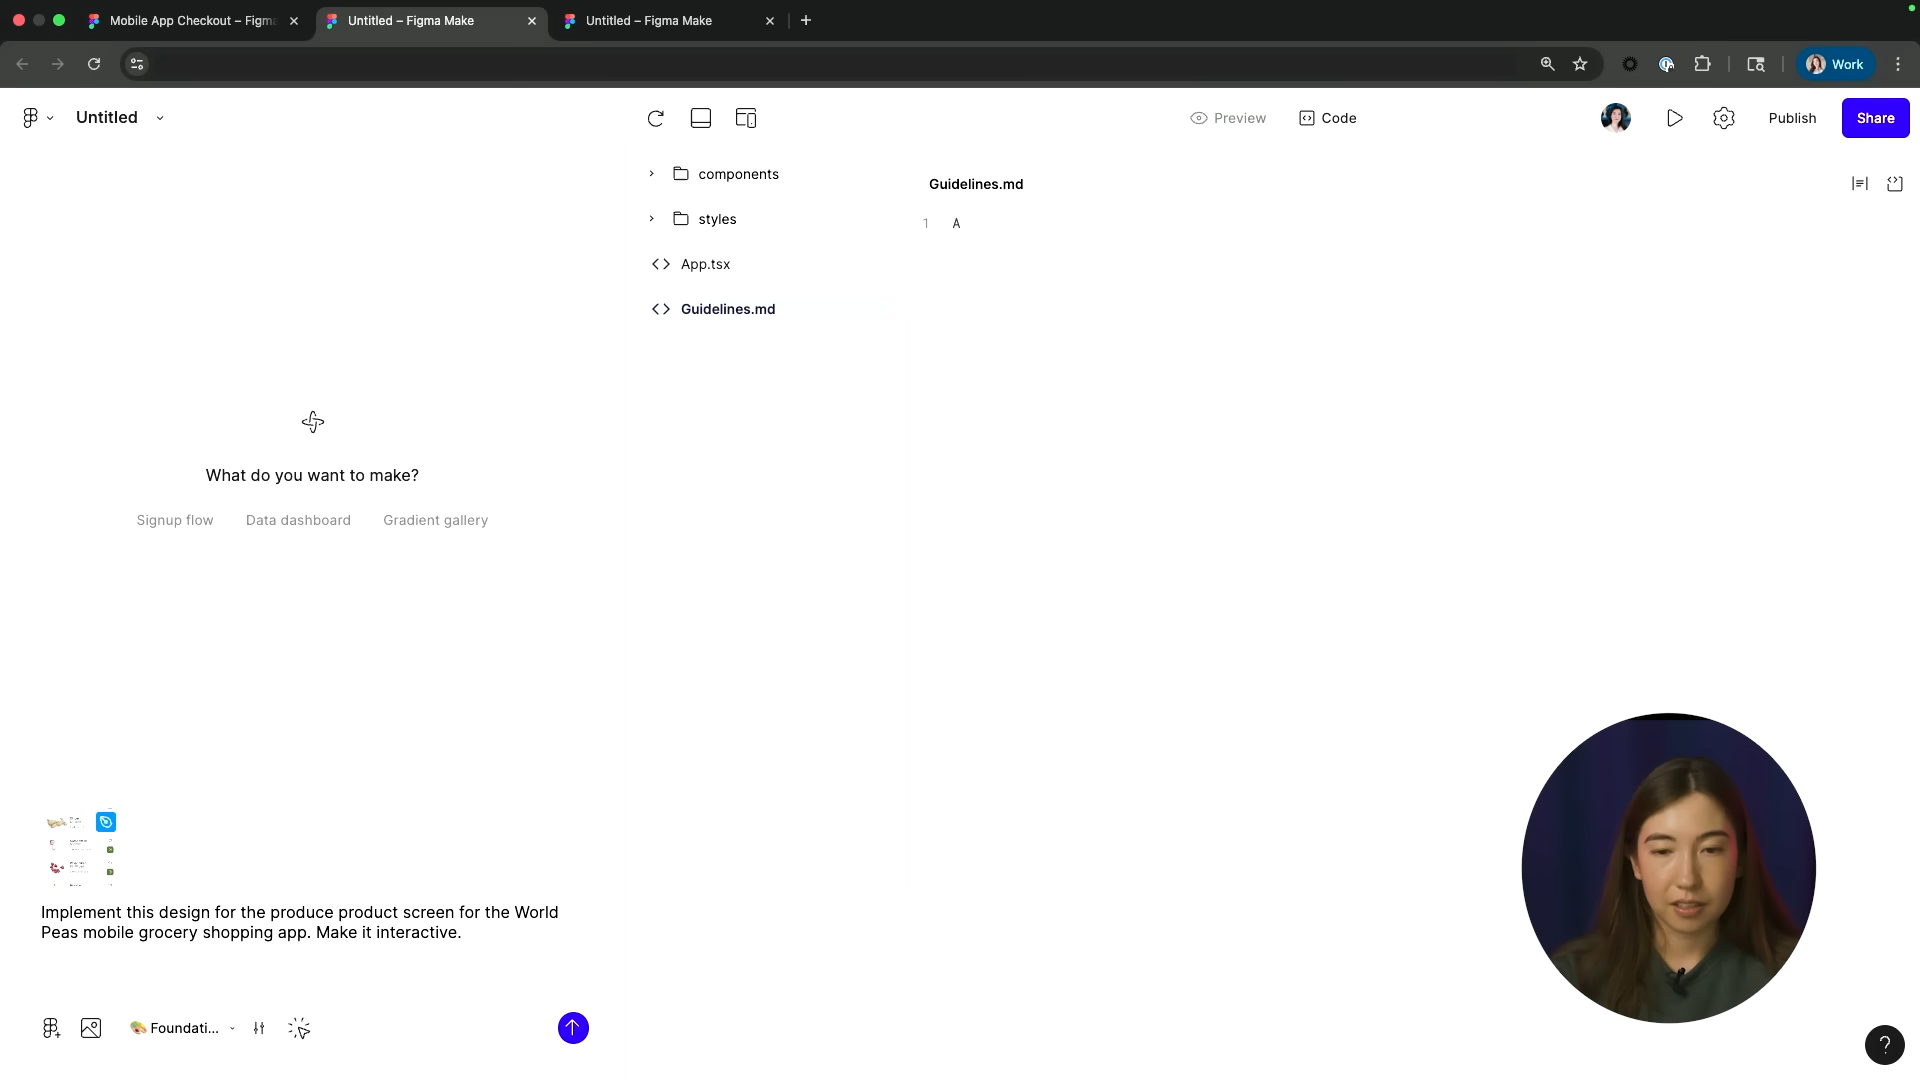 Mobile App Checkout – Figma
Untitled – Figma Make
Untitled – Figma Make
Work
Untitled
Preview
Code
Publish
Share
components
styles
App.tsx
Guidelines.md
Guidelines.md
1 A
What do you want to make?
Signup flow
Data dashboard
Gradient gallery
Implement this design for the produce product screen for the World
Peas mobile grocery shopping app. Make it interactive.
Foundati...
?